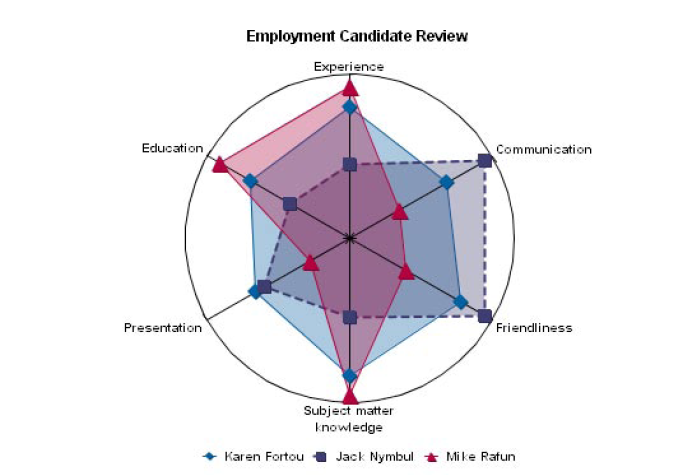 Employment Candidate Review
Experience
Education
Communication
Presentation
Friendliness
Subject matter
knowledge
Karen Fortou
Jack Nymbul
Mike Rafun